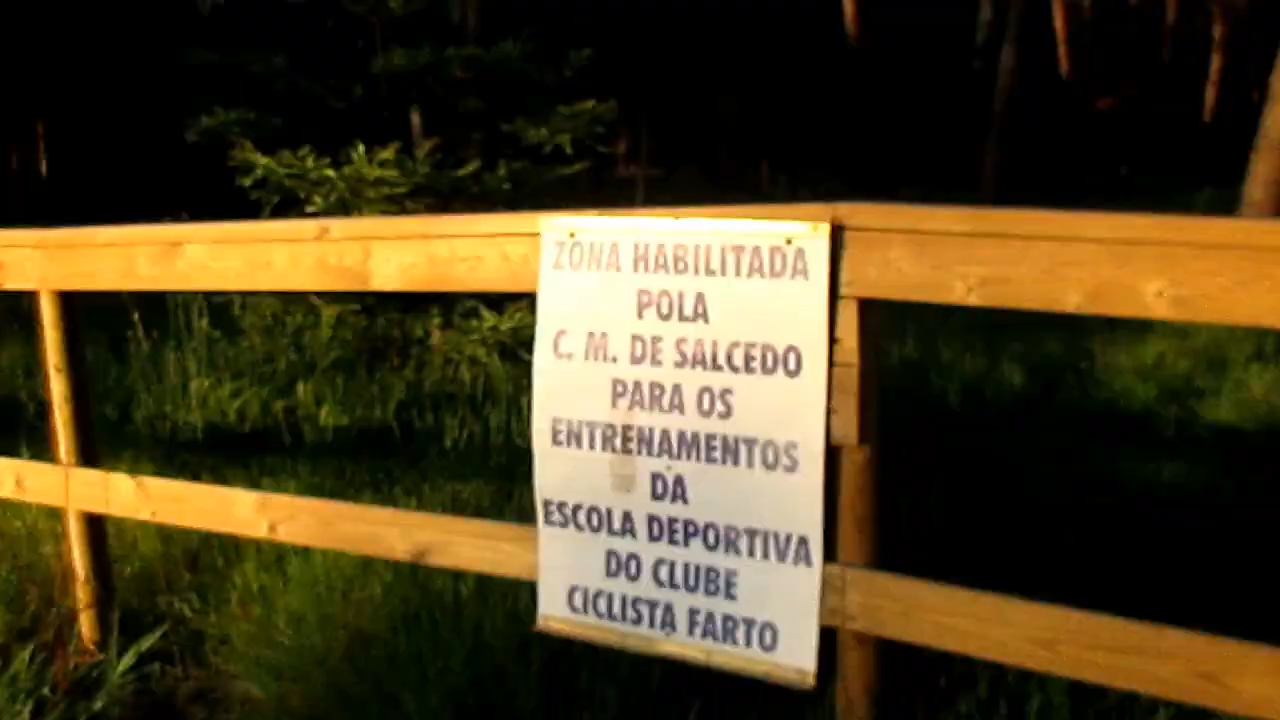 ZONA HABILITADA
POLA
C. M. DE SALCEDO
PARA OS
ENTRENAMENTOS
DA
ESCOLA DEPORTIVA
DO CLUBE
CICLISTA FARTO